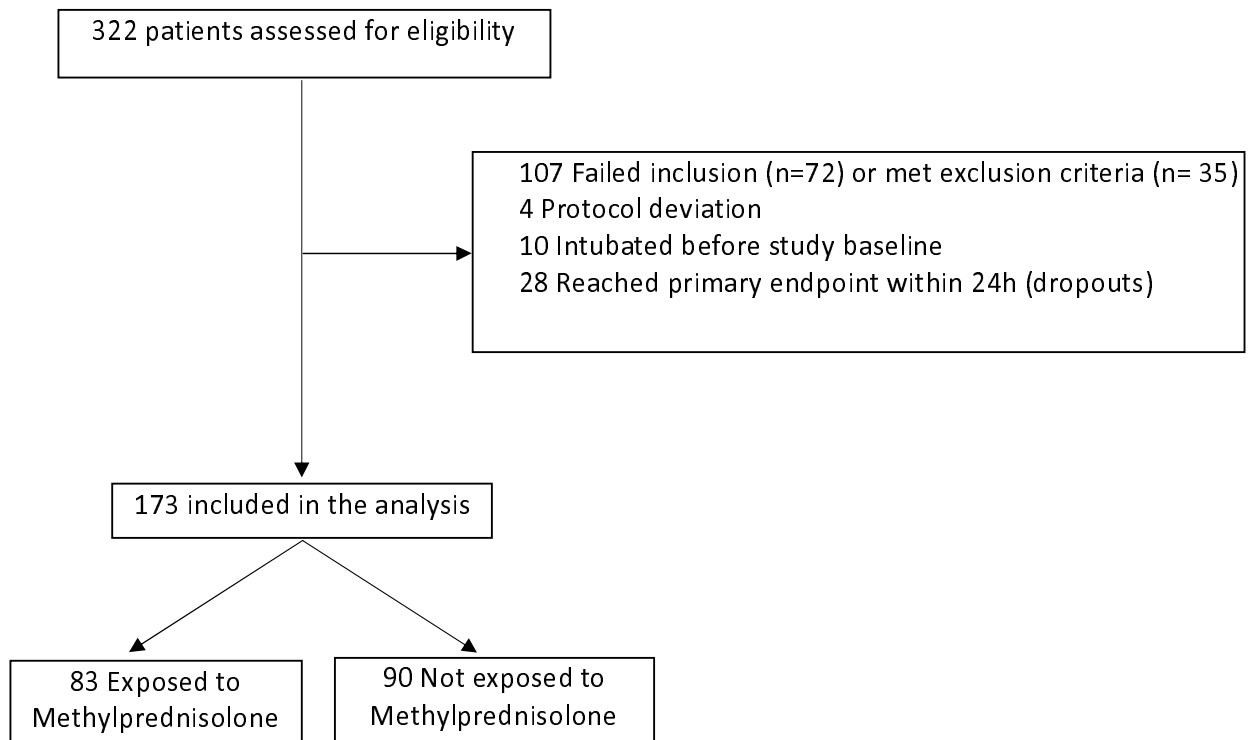 322 patients assessed for eligibility
107 Failed inclusion (n=72) or met exclusion criteria (n= 35)
4 Protocol deviation
10 Intubated before study baseline
28 Reached primary endpoint within 24h (dropouts)
173 included in the analysis
83 Exposed to
Methylprednisolone
90 Not exposed to
Methylprednisolone